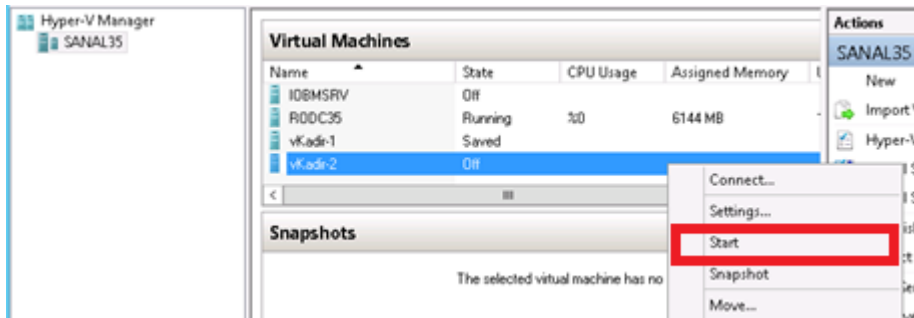 Hyper-V Manager
SANAL35
Virtual Machines
Name State CPU Usage Assigned Memory
IOBMSRV Off
RODC35 Running %0 6144 MB
vKadir-1 Saved
vKadir-2 Off
Snapshots
The selected virtual machine has no
Connect...
Settings...
Start
Snapshot
Move...
Actions
SANAL35
New
Import
Hyper-V